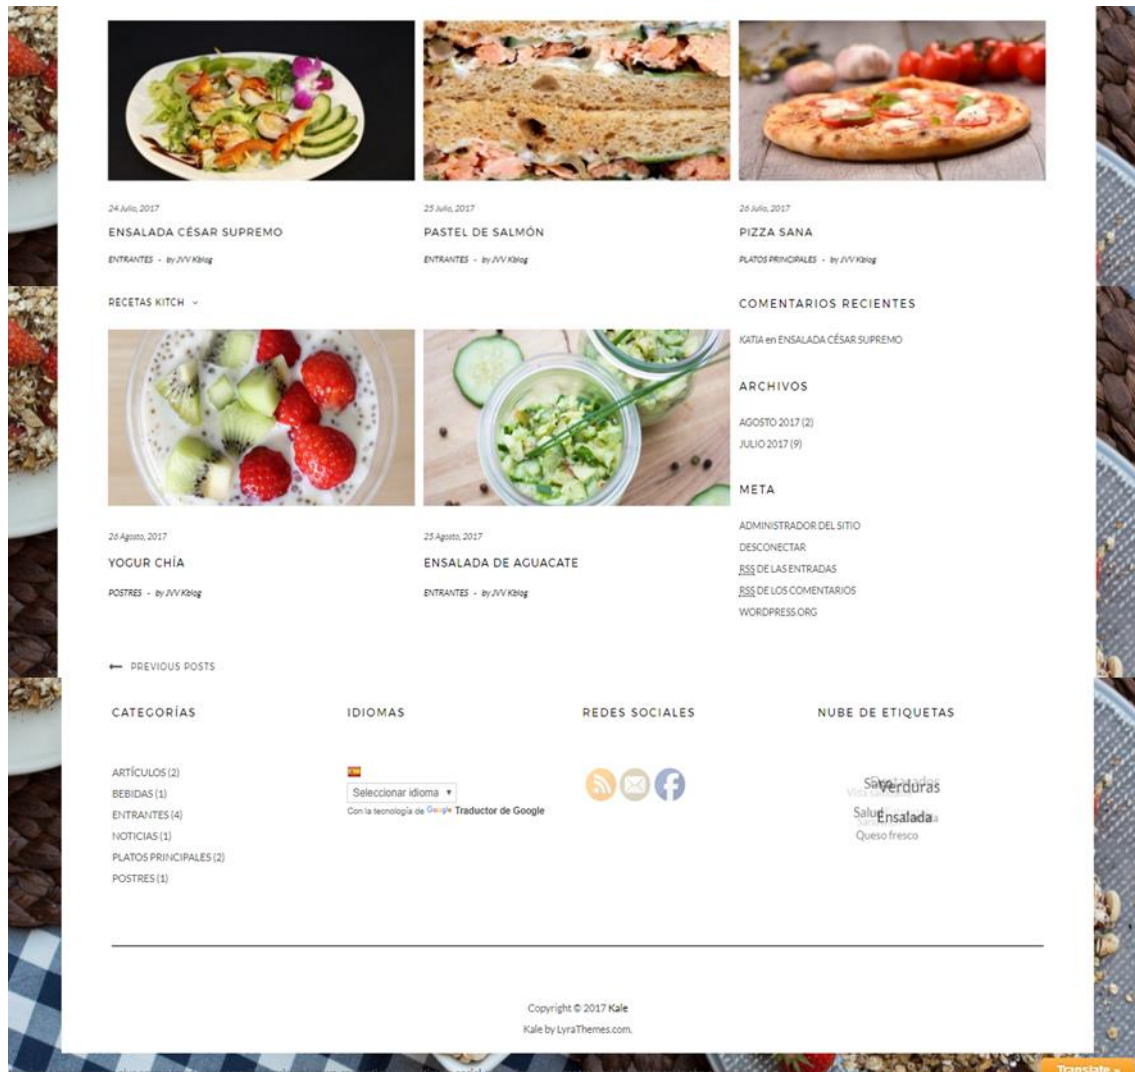 24 Julio, 2017
ENSALADA CÉSAR SUPREMO
ENTRANTES - by JVV Kblog
25 Julio, 2017
PASTEL DE SALMÓN
ENTRANTES - by JVV Kblog
26 Julio, 2017
PIZZA SANA
PLATOS PRINCIPALES - by JVV Kblog
RECETAS KITCH
26 Agosto, 2017
YOGUR CHÍA
POSTRES - by JVV Kblog
25 Agosto, 2017
ENSALADA DE AGUACATE
ENTRANTES - by JVV Kblog
COMENTARIOS RECIENTES
KATIA en ENSALADA CÉSAR SUPREMO
ARCHIVOS
AGOSTO 2017 (2)
JULIO 2017 (9)
META
ADMINISTRADOR DEL SITIO
DESCONECTAR
RSS DE LAS ENTRADAS
RSS DE LOS COMENTARIOS
WORDPRESS.ORG
← PREVIOUS POSTS
CATEGORÍAS
ARTÍCULOS (2)
BEBIDAS (1)
ENTRANTES (4)
NOTICIAS (1)
PLATOS PRINCIPALES (2)
POSTRES (1)
IDIOMAS
Seleccionar idioma
Con la tecnología de Google Traductor de Google
REDES SOCIALES
NUBE DE ETIQUETAS
Verduras
Salud
Ensalada
Queso fresco
Copyright © 2017 Kale
Kale by LyraThemes.com.
Translate »